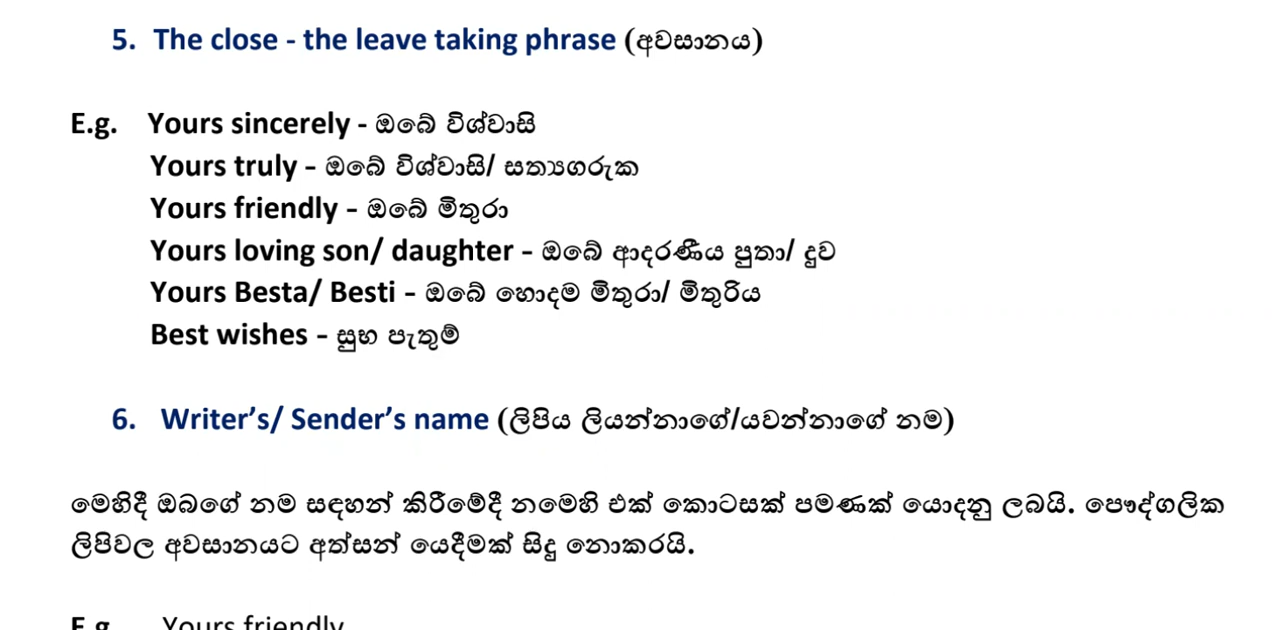 5. The close - the leave taking phrase (අවසානය)
E.g. Yours sincerely - ඔබේ විශ්වාසි
Yours truly - ඔබේ විශ්වාසි/ සත්‍යගරුක
Yours friendly - ඔබේ මිතුරා
Yours loving son/ daughter - ඔබේ ආදරණීය පුතා/ දුව
Yours Besta/ Besti - ඔබේ හොදම මිතුරා/ මිතුරිය
Best wishes - සුභ පැතුම්
6. Writer’s/ Sender’s name (ලිපිය ලියන්නාගේ/යවන්නාගේ නම)
මෙහිදී ඔබගේ නම සඳහන් කිරීමේදී නමෙහි එක් කොටසක් පමණක් යොදනු ලබයි. පෞද්ගලික
ලිපිවල අවසානයට අත්සන් යෙදීමක් සිදු නොකරයි.
E.g. Yours friendly